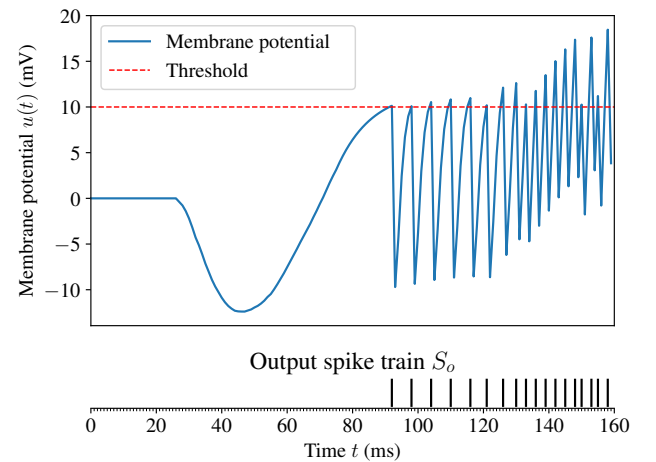 20
15
10
5
0
−5
−10
Membrane potential u(t) (mV)
Membrane potential
Threshold
Output spike train S_o
0 20 40 60 80 100 120 140 160
Time t (ms)